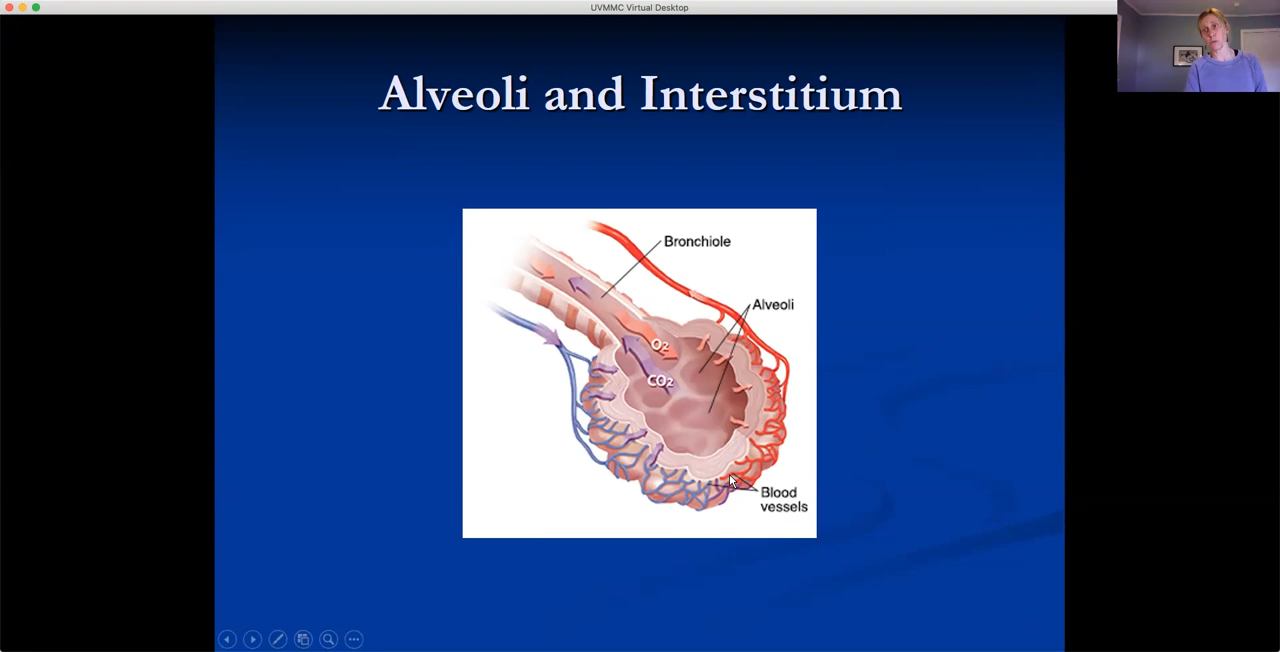 UVMMC Virtual Desktop
Alveoli and Interstitium
Bronchiole
Alveoli
O2
CO2
Blood
vessels